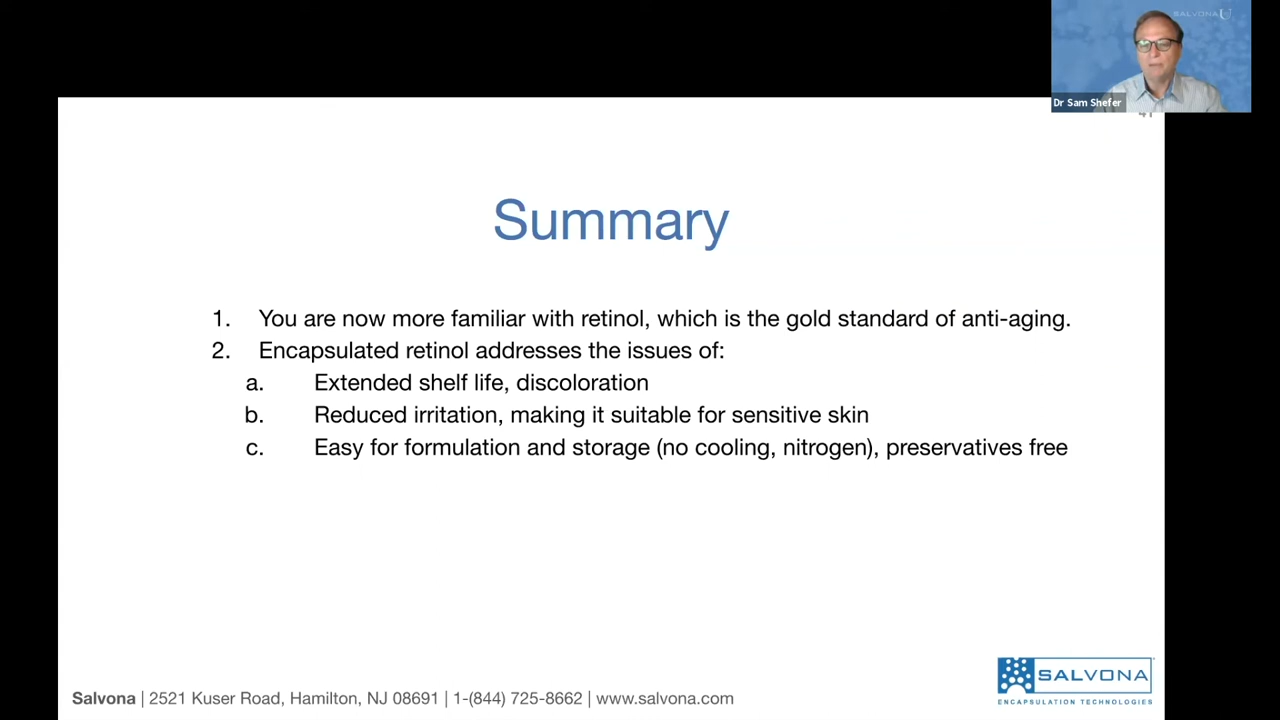 SALVONA
Dr Sam Shefer
Summary
1. You are now more familiar with retinol, which is the gold standard of anti-aging.
2. Encapsulated retinol addresses the issues of:
a. Extended shelf life, discoloration
b. Reduced irritation, making it suitable for sensitive skin
c. Easy for formulation and storage (no cooling, nitrogen), preservatives free
Salvona | 2521 Kuser Road, Hamilton, NJ 08691 | 1-(844) 725-8662 | www.salvona.com
SALVONA
ENCAPSULATION TECHNOLOGIES